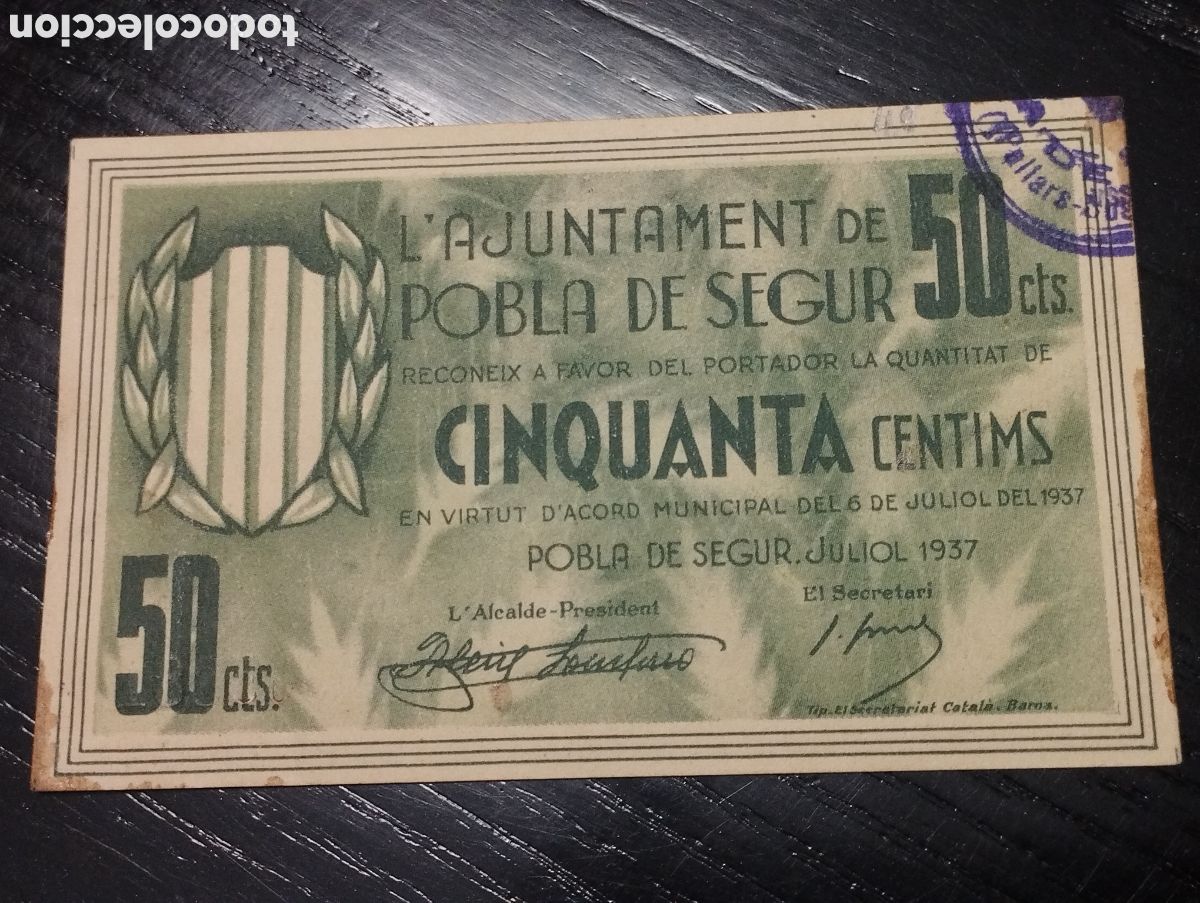 todocoleccion
L'AJUNTAMENT DE
POBLA DE SEGUR
50 cts.
RECONEIX A FAVOR DEL PORTADOR LA QUANTITAT DE
CINQUANTA CENTIMS
EN VIRTUT D'ACORD MUNICIPAL DEL 6 DE JULIOL DEL 1937
POBLA DE SEGUR. JULIOL 1937
L'Alcalde-President
El Secretari
50 cts.
Tip. El Secretariat Català. Barna.
Pallars